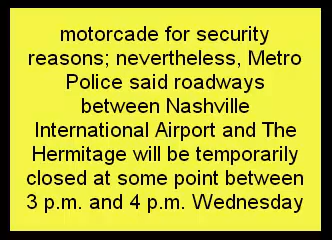 motorcade for security
reasons; nevertheless, Metro
Police said roadways
between Nashville
International Airport and The
Hermitage will be temporarily
closed at some point between
3 p.m. and 4 p.m. Wednesday